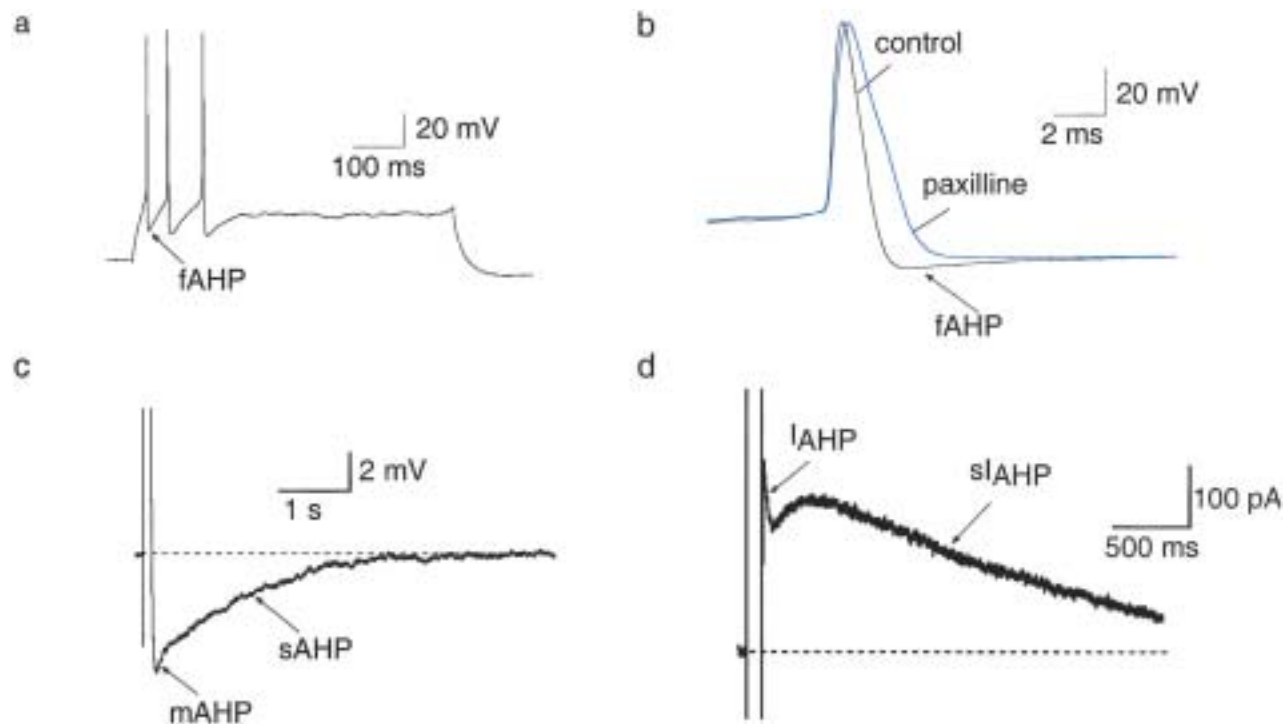 a
20 mV
100 ms
fAHP
b
control
20 mV
2 ms
paxilline
fAHP
c
2 mV
1 s
sAHP
mAHP
d
IAHP
sIAHP
100 pA
500 ms